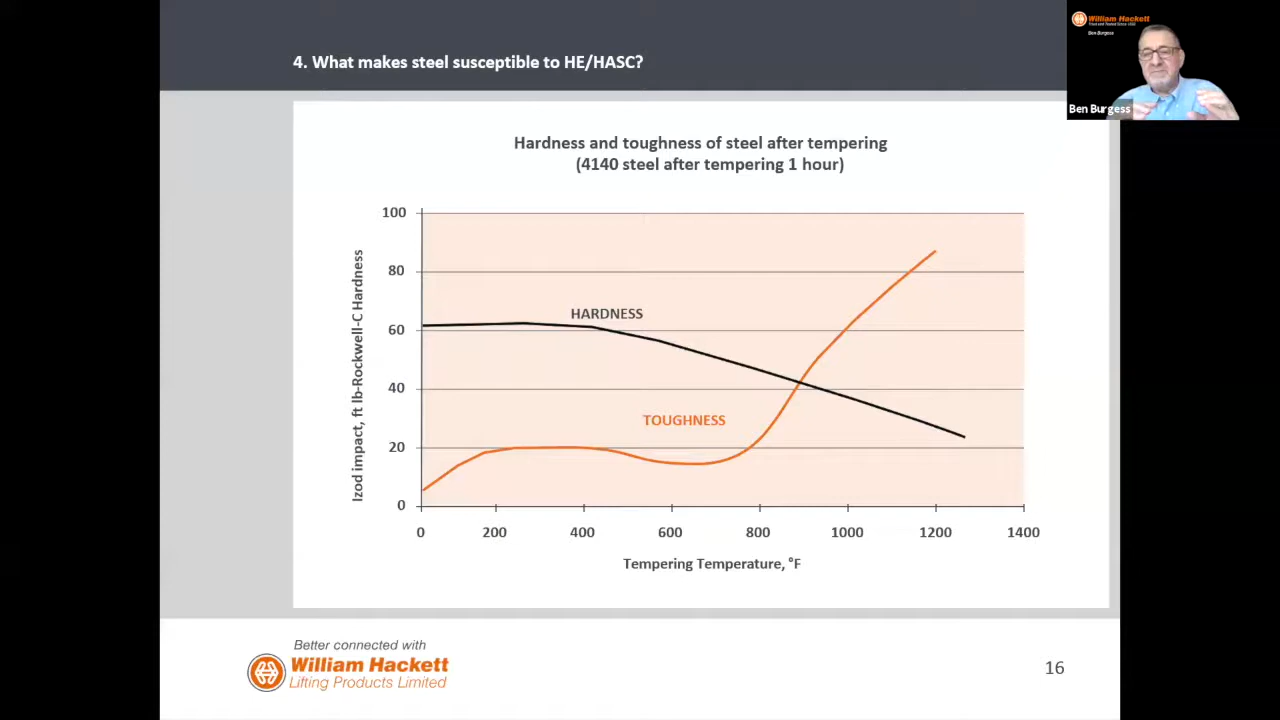 4. What makes steel susceptible to HE/HASC?
William Hackett
Ben Burgess
Ben Burgess
Hardness and toughness of steel after tempering
(4140 steel after tempering 1 hour)
Izod impact, ft lb-Rockwell-C Hardness
100
80
60
40
20
0
HARDNESS
TOUGHNESS
0 200 400 600 800 1000 1200 1400
Tempering Temperature, °F
Better connected with
William Hackett
Lifting Products Limited
16